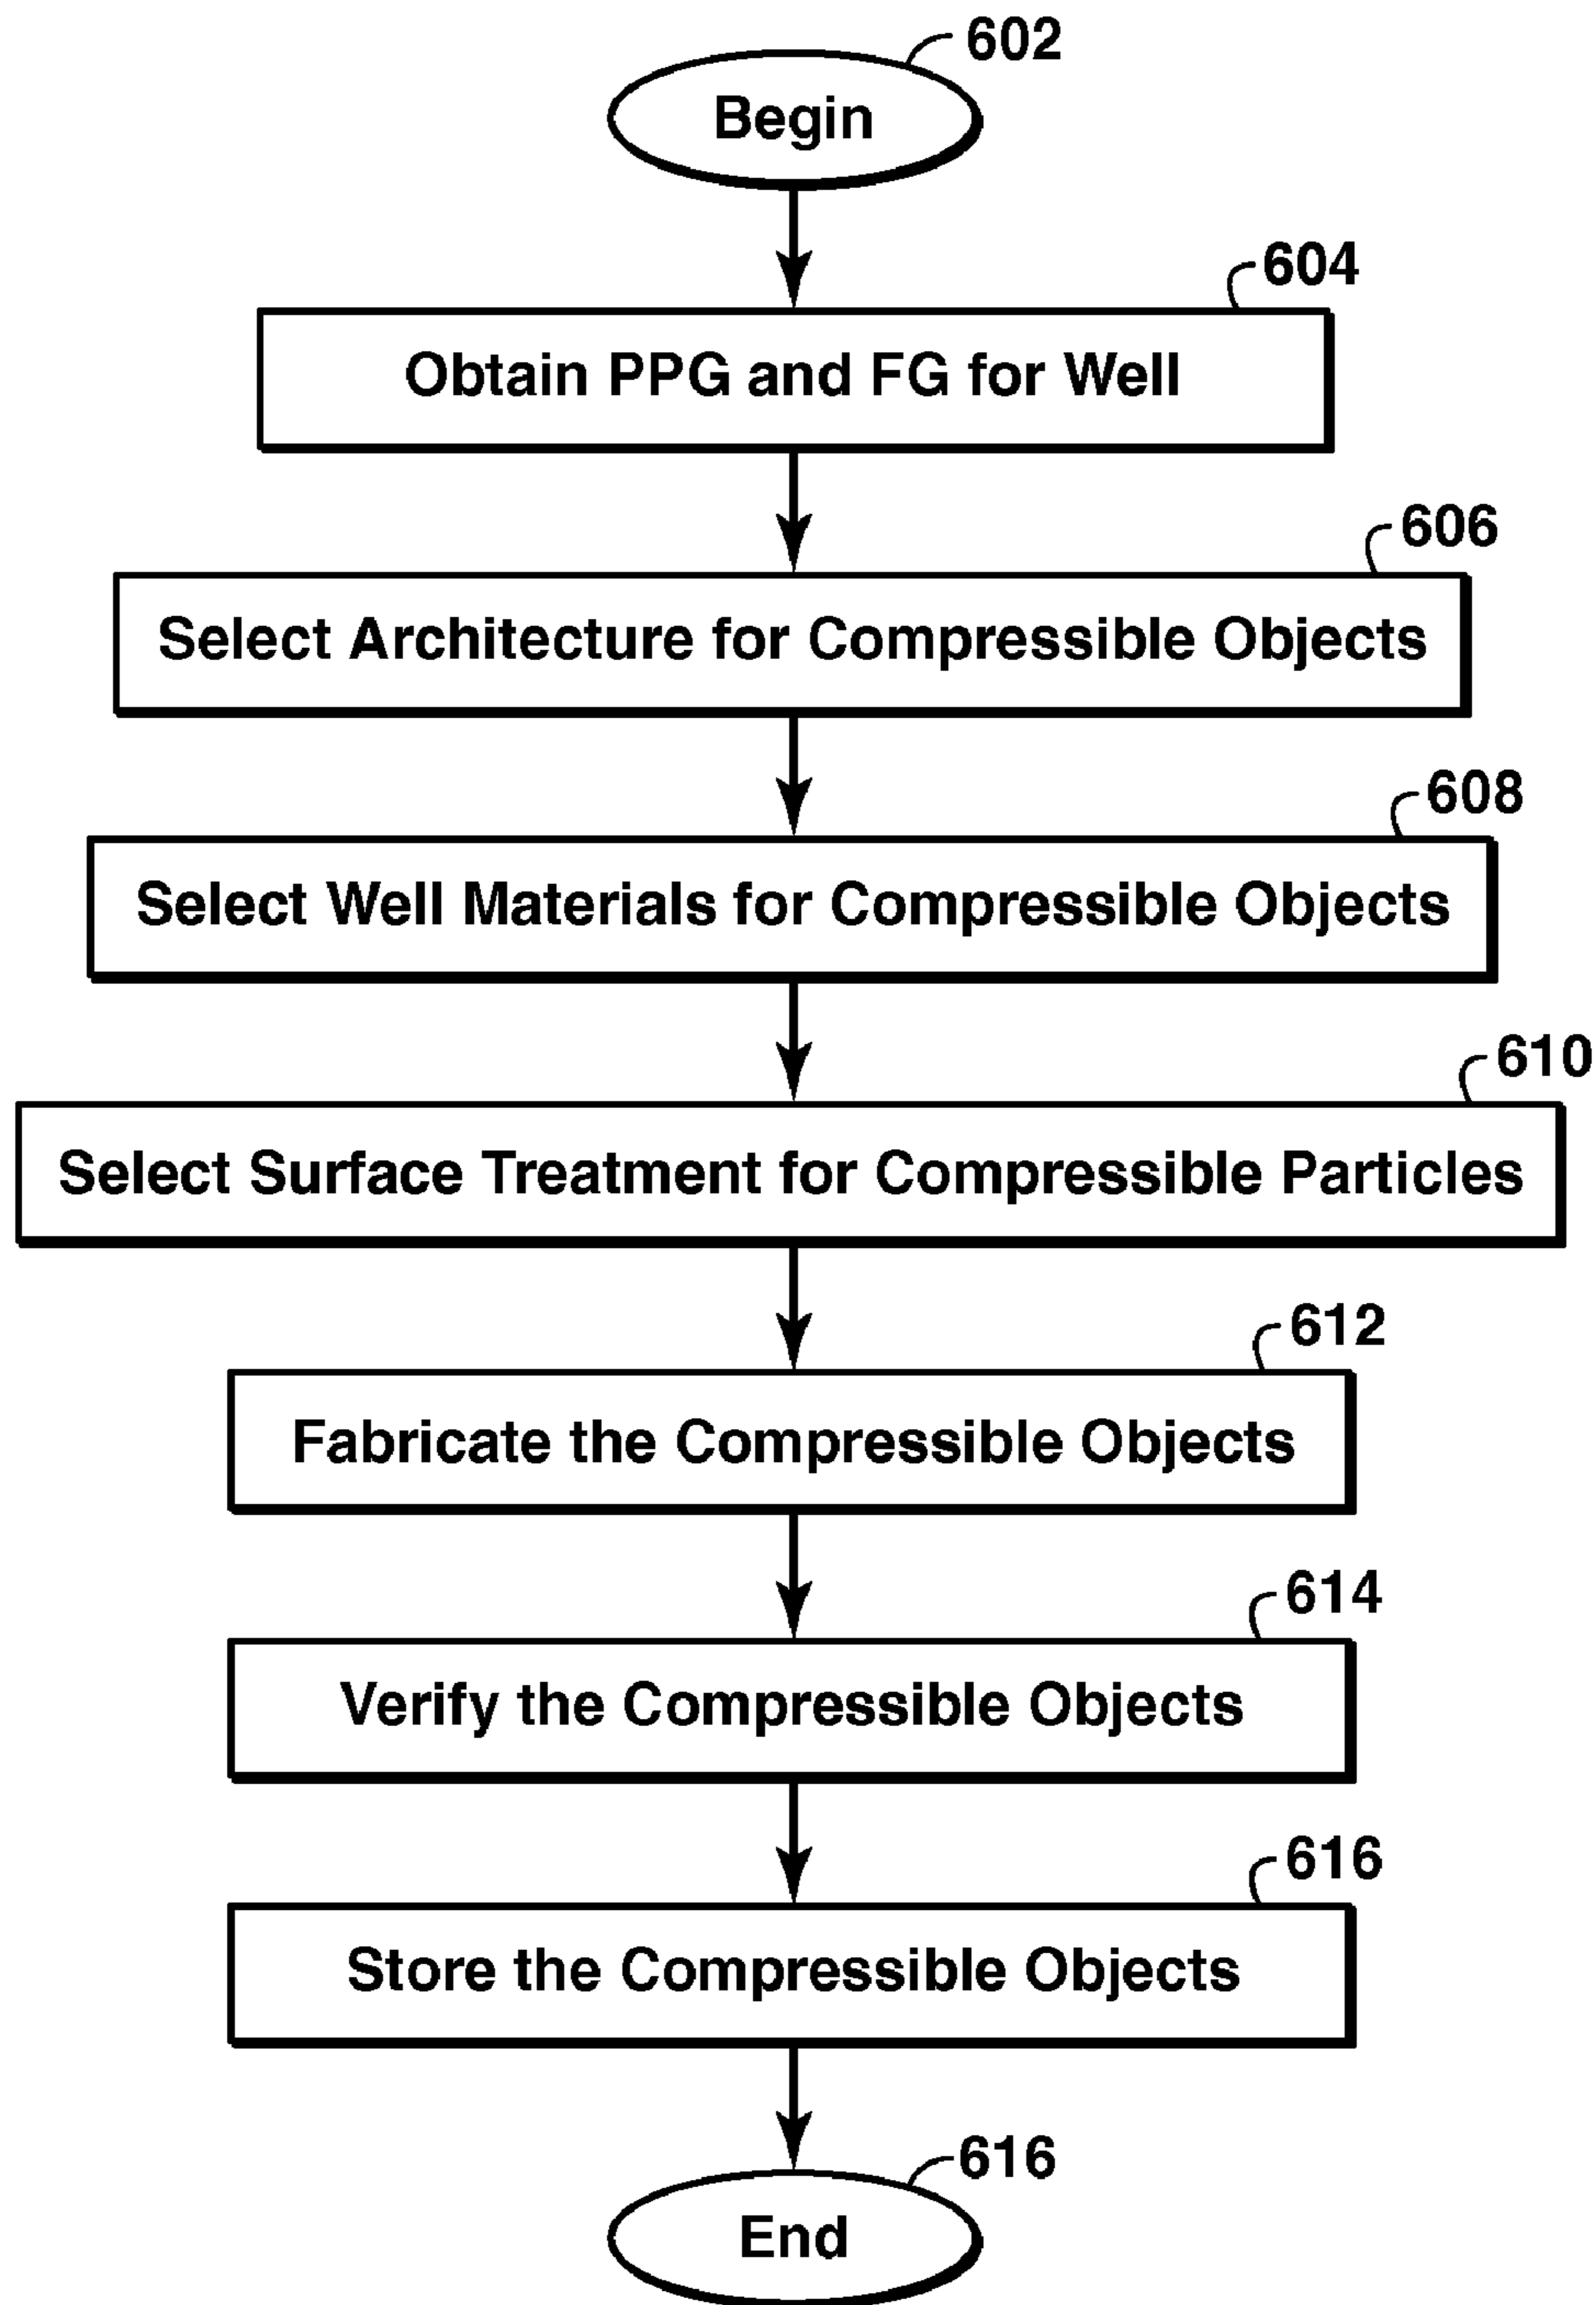 602
Begin
604
Obtain PPG and FG for Well
606
Select Architecture for Compressible Objects
608
Select Well Materials for Compressible Objects
610
Select Surface Treatment for Compressible Particles
612
Fabricate the Compressible Objects
614
Verify the Compressible Objects
616
Store the Compressible Objects
616
End